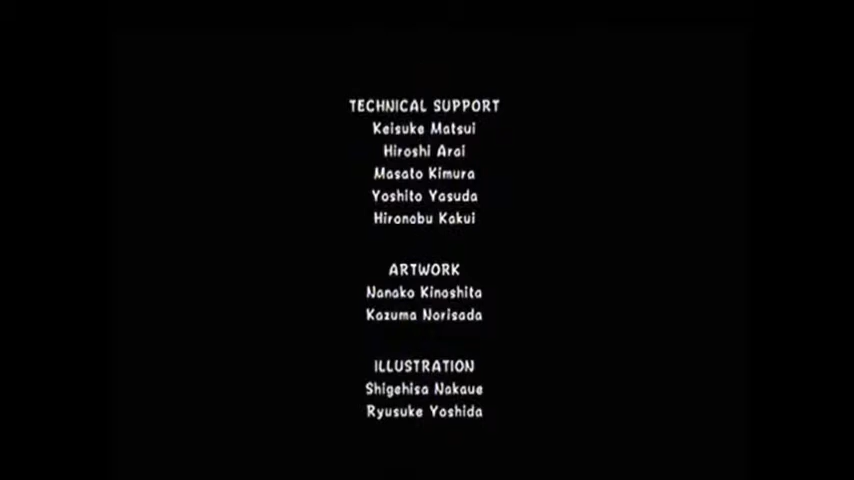 TECHNICAL SUPPORT
Keisuke Matsui
Hiroshi Arai
Masato Kimura
Yoshito Yasuda
Hironobu Kakui
ARTWORK
Nanako Kinoshita
Kazuma Norisada
ILLUSTRATION
Shigehisa Nakaue
Ryusuke Yoshida